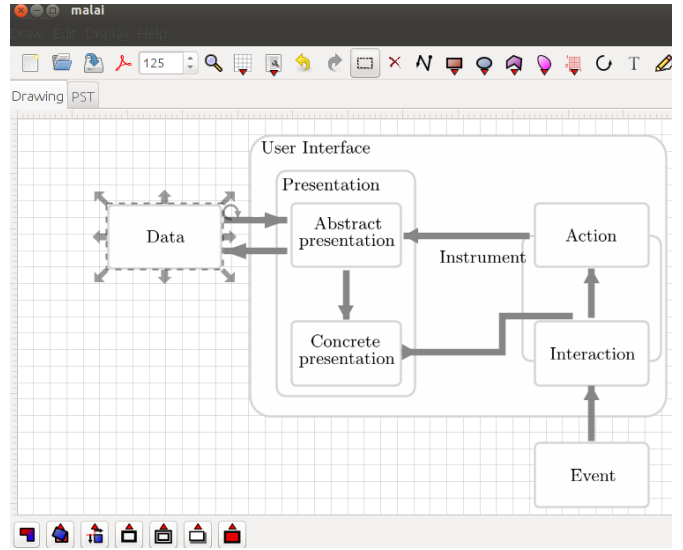 malai
Draw Edit Display Help
125
T
Drawing PST
User Interface
Presentation
Data
Abstract
presentation
Action
Instrument
Concrete
presentation
Interaction
Event